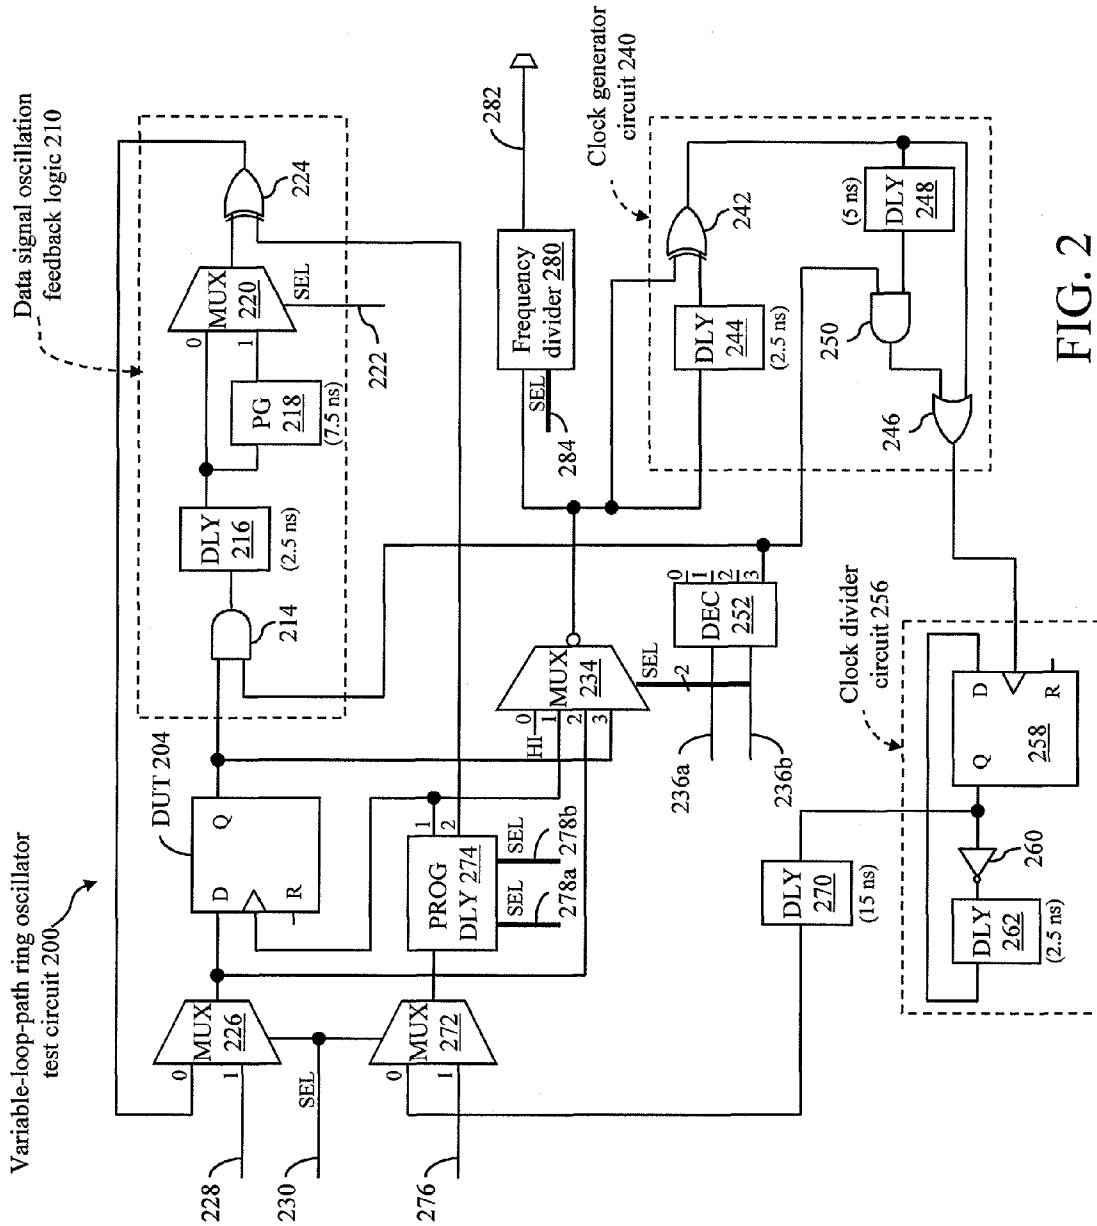 Variable-loop-path ring oscillator
test circuit 200
Data signal oscillation
feedback logic 210
DUT 204
D
Q
R
214
DLY
216
(2.5 ns)
PG
218
(7.5 ns)
0
1
MUX
220
SEL
222
224
0
1
MUX
226
228
SEL
230
0
1
MUX
272
276
PROG
DLY 274
1
2
SEL
278a
SEL
278b
HI
0
1
2
3
MUX
234
SEL
2
236a
236b
DEC
252
0
1
2
3
SEL
284
Frequency
divider 280
282
Clock generator
circuit 240
242
DLY
244
(2.5 ns)
(5 ns)
DLY
248
250
246
DLY
270
(15 ns)
Clock divider
circuit 256
Q
D
258
R
260
DLY
262
(2.5 ns)
FIG. 2